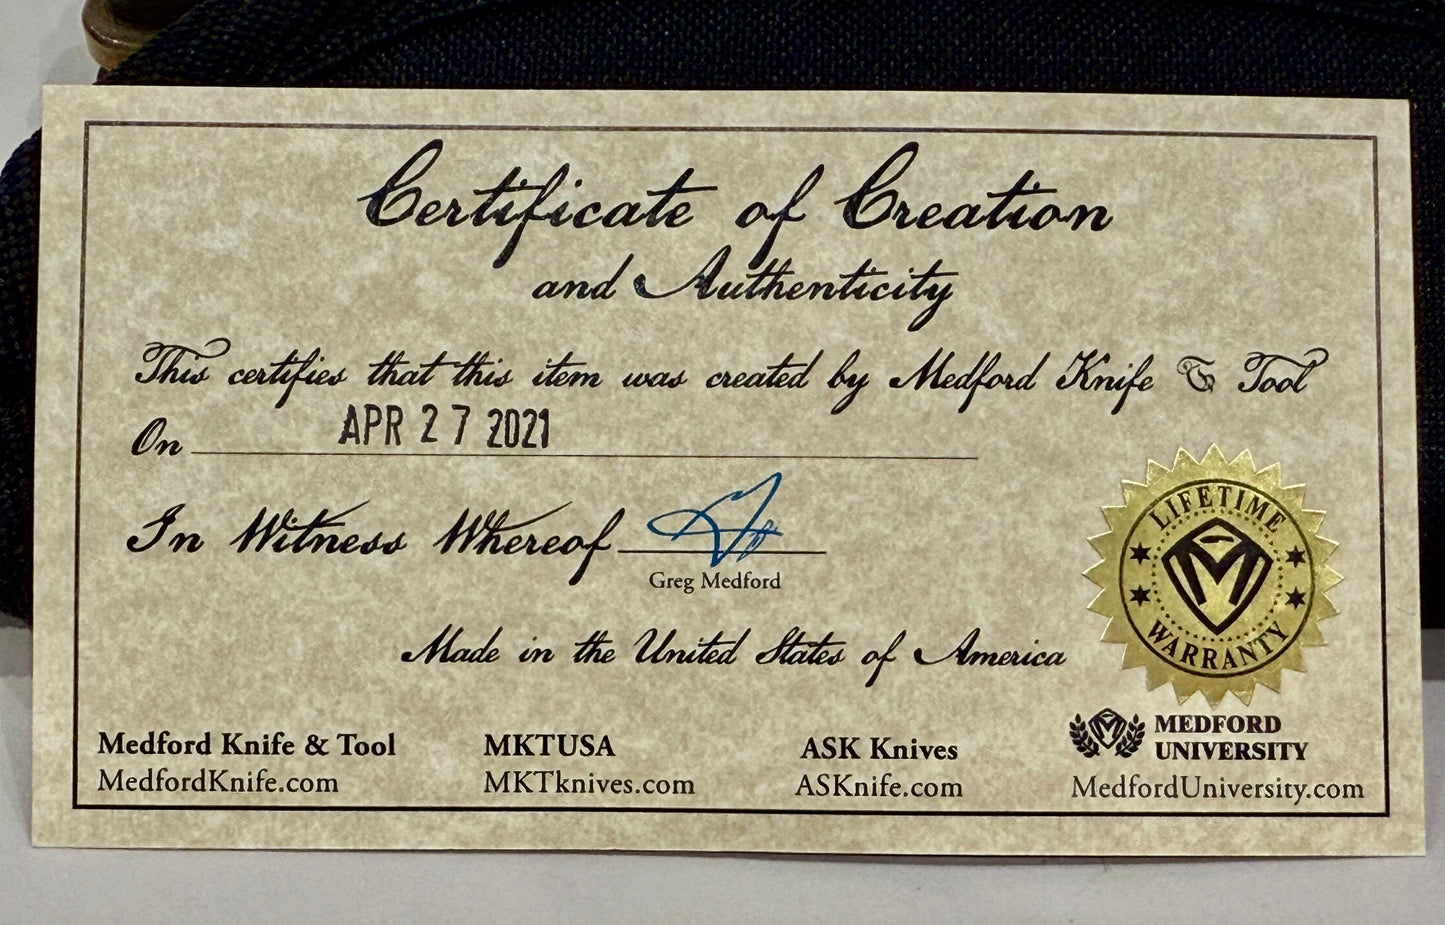 Certificate of Creation
and Authenticity
This certifies that this item was created by Medford Knife & Tool
On APR 27 2021
In Witness Whereof
Greg Medford
LIFETIME
M
WARRANTY
Made in the United States of America
Medford Knife & Tool
MedfordKnife.com
MKTUSA
MKTknives.com
ASK Knives
ASKnife.com
M MEDFORD
UNIVERSITY
MedfordUniversity.com